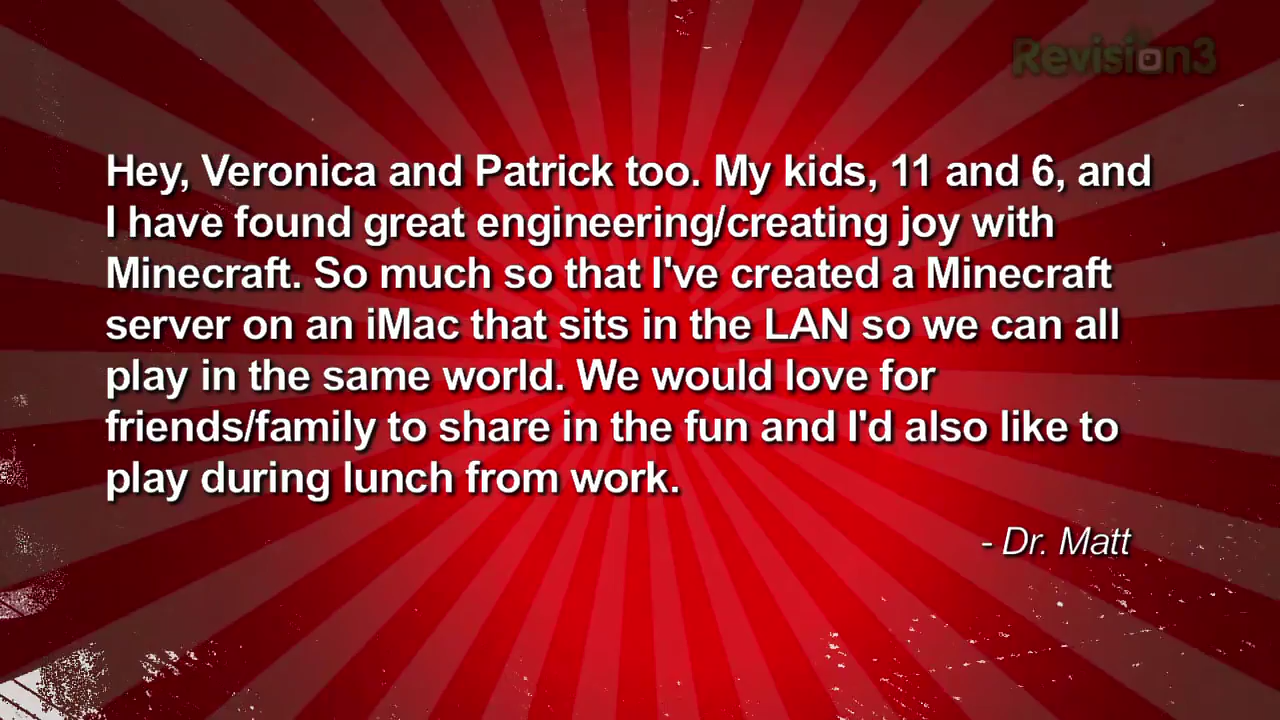 Revision3
Hey, Veronica and Patrick too. My kids, 11 and 6, and
I have found great engineering/creating joy with
Minecraft. So much so that I've created a Minecraft
server on an iMac that sits in the LAN so we can all
play in the same world. We would love for
friends/family to share in the fun and I'd also like to
play during lunch from work.
- Dr. Matt